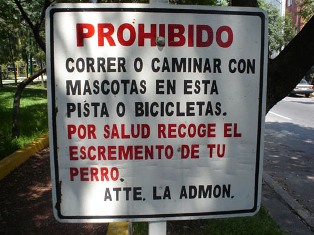 PROHIBIDO
CORRER O CAMINAR CON
MASCOTAS EN ESTA
PISTA O BICICLETAS.
POR SALUD RECOGE EL
ESCREMENTO DE TU
PERRO.
ATTE. LA ADMON.